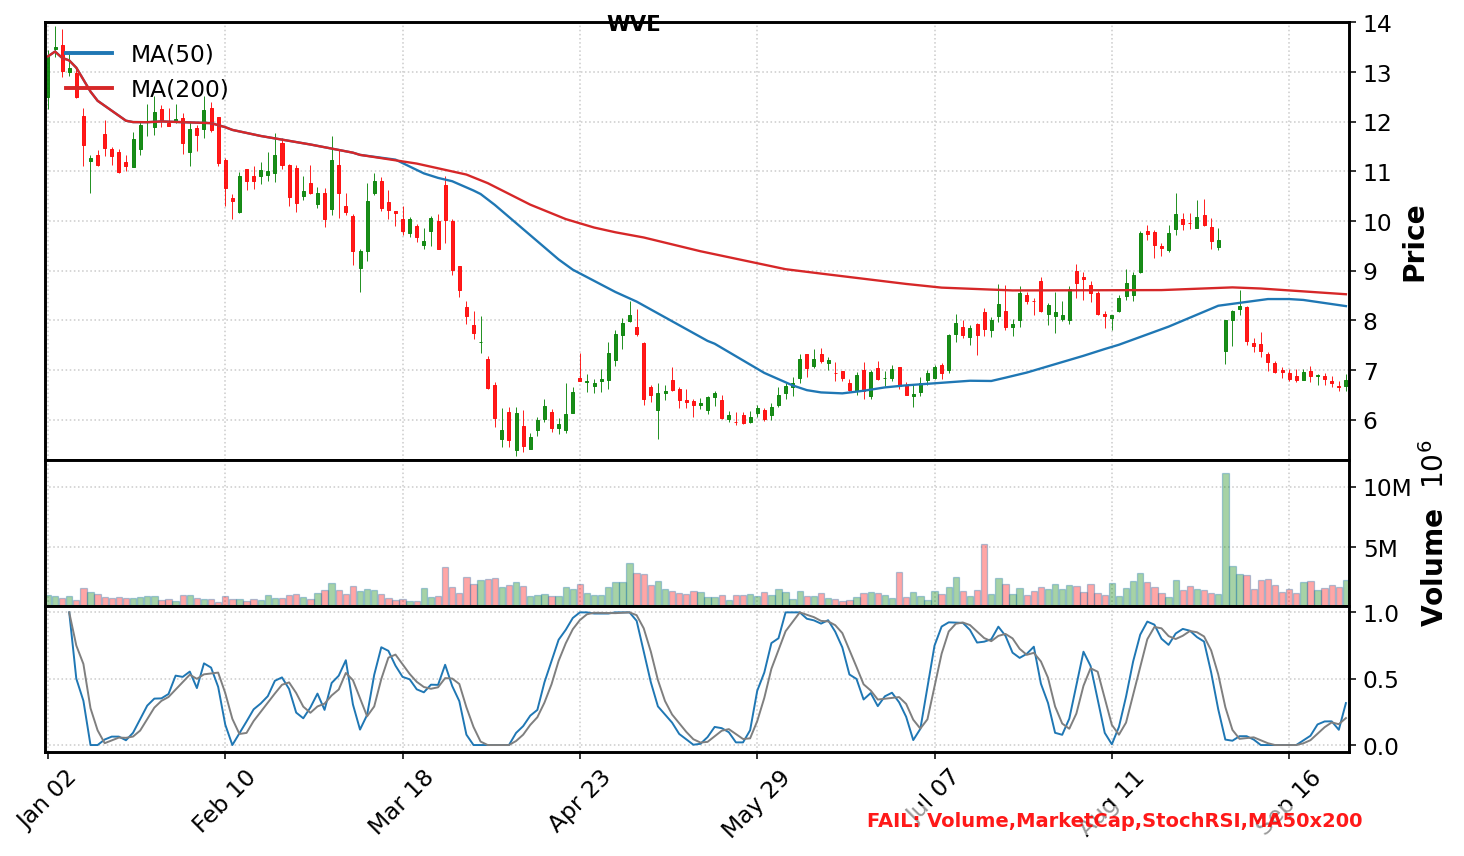 WVE
MA(50)
MA(200)
14
13
12
11
10
9
8
7
6
Price
10M
5M
Volume 10⁶
1.0
0.5
0.0
Jan 02
Feb 10
Mar 18
Apr 23
May 29
Jul 07
Aug 11
Sep 16
FAIL: Volume,MarketCap,StochRSI,MA50x200